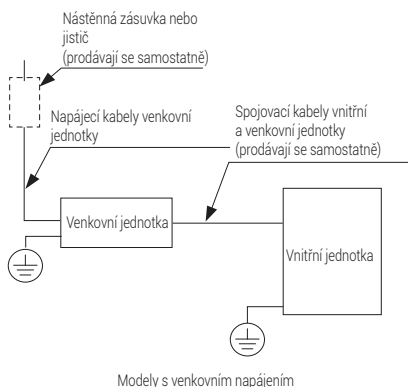 Nástěnná zásuvka nebo
jistič
(prodávají se samostatně)
Napájecí kabely venkovní
jednotky
Spojovací kabely vnitřní
a venkovní jednotky
(prodávají se samostatně)
Venkovní jednotka
Vnitřní jednotka
Modely s venkovním napájením